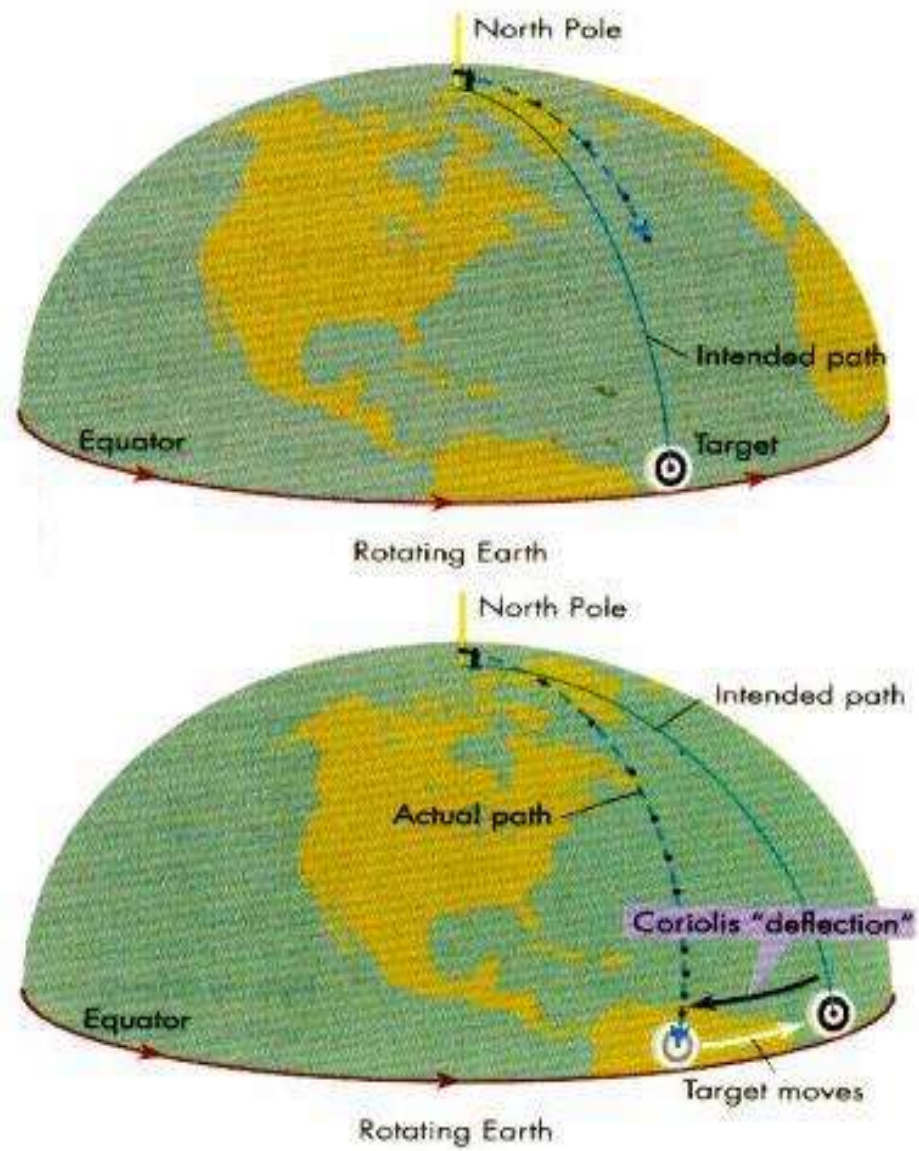 North Pole
Intended path
Equator
Target
Rotating Earth
North Pole
Intended path
Actual path
Coriolis "deflection"
Equator
Target moves
Rotating Earth